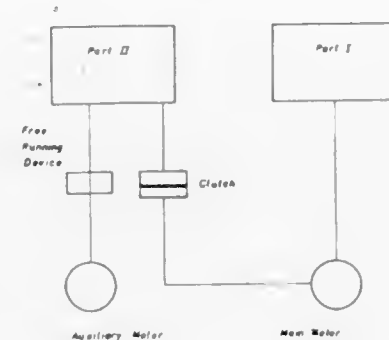 Part II
Part I
Free
Running
Device
Clutch
Auxiliary Motor
Main Motor